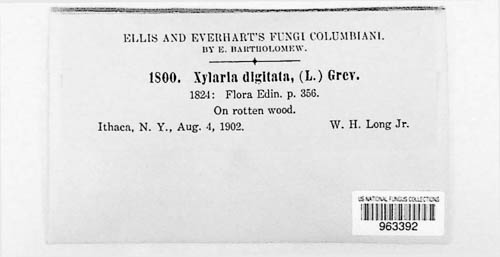 ELLIS AND EVERHART'S FUNGI COLUMBIANI.
BY E. BARTHOLOMEW.
1800. Xylaria digitata, (L.) Grev.
1824: Flora Edin. p. 356.
On rotten wood.
Ithaca, N. Y., Aug. 4, 1902. W. H. Long Jr.
US NATIONAL FUNGUS COLLECTIONS
963392